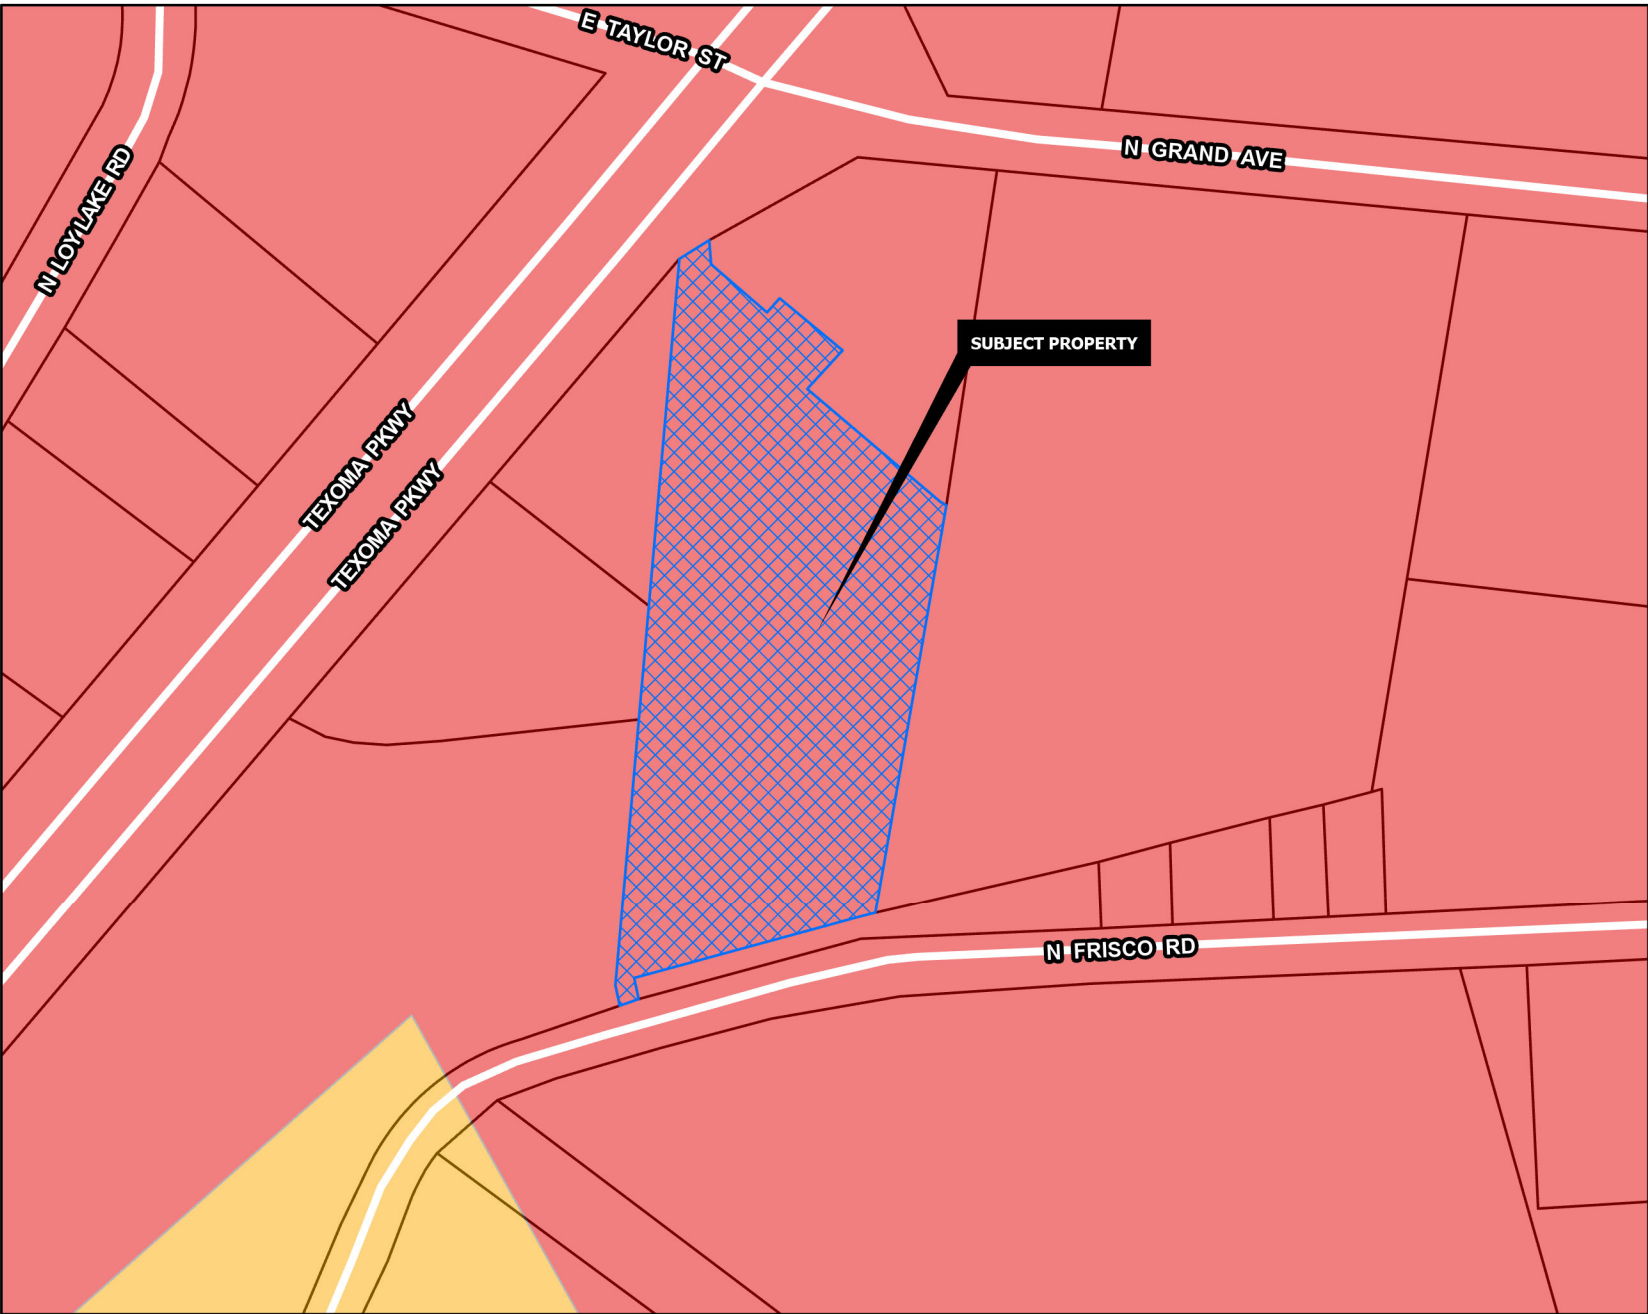 E TAYLOR ST
N GRAND AVE
N LOY LAKE RD
SUBJECT PROPERTY
TEXOMA PKWY
TEXOMA PKWY
N FRISCO RD